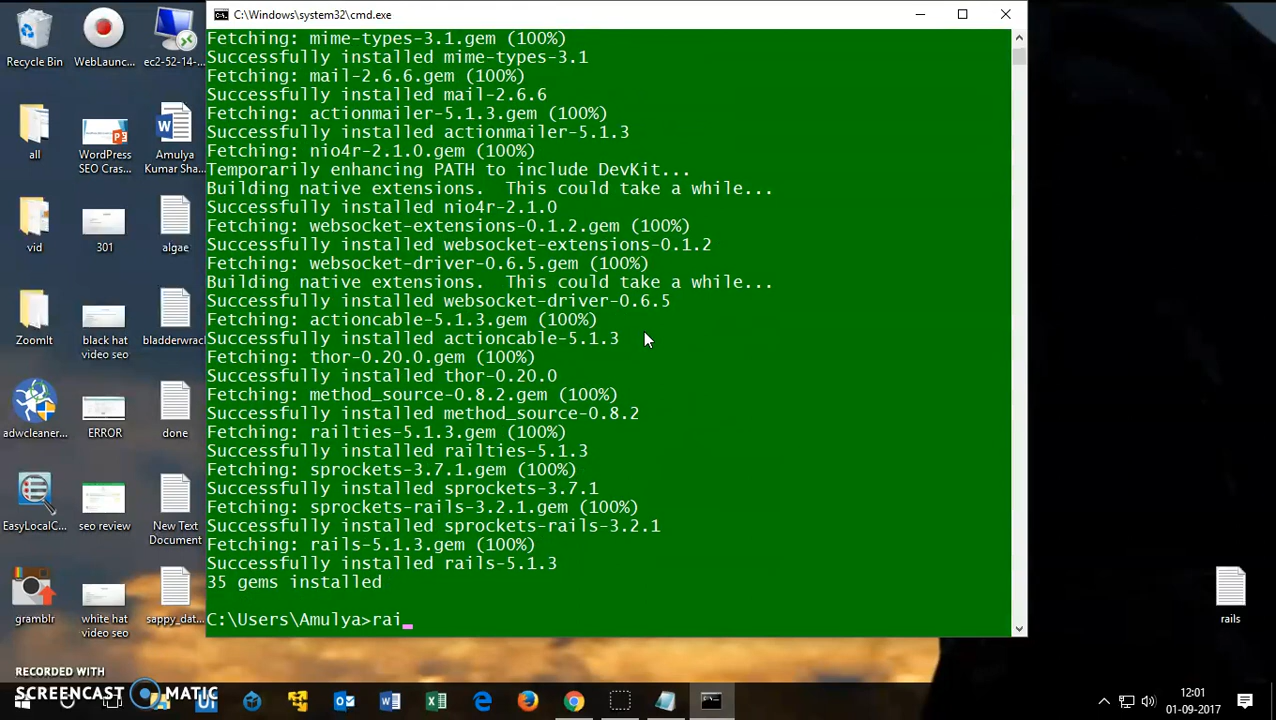 C:\Windows\system32\cmd.exe
Fetching: mime-types-3.1.gem (100%)
Successfully installed mime-types-3.1
Fetching: mail-2.6.6.gem (100%)
Successfully installed mail-2.6.6
Fetching: actionmailer-5.1.3.gem (100%)
Successfully installed actionmailer-5.1.3
Fetching: nio4r-2.1.0.gem (100%)
Temporarily enhancing PATH to include DevKit...
Building native extensions.  This could take a while...
Successfully installed nio4r-2.1.0
Fetching: websocket-extensions-0.1.2.gem (100%)
Successfully installed websocket-extensions-0.1.2
Fetching: websocket-driver-0.6.5.gem (100%)
Building native extensions.  This could take a while...
Successfully installed websocket-driver-0.6.5
Fetching: actioncable-5.1.3.gem (100%)
Successfully installed actioncable-5.1.3
Fetching: thor-0.20.0.gem (100%)
Successfully installed thor-0.20.0
Fetching: method_source-0.8.2.gem (100%)
Successfully installed method_source-0.8.2
Fetching: railties-5.1.3.gem (100%)
Successfully installed railties-5.1.3
Fetching: sprockets-3.7.1.gem (100%)
Successfully installed sprockets-3.7.1
Fetching: sprockets-rails-3.2.1.gem (100%)
Successfully installed sprockets-rails-3.2.1
Fetching: rails-5.1.3.gem (100%)
Successfully installed rails-5.1.3
35 gems installed
C:\Users\Amulya>rai
Recycle Bin
WebLaunc...
ec2-52-14-...
all
WordPress
SEO Cras...
Amulya
Kumar Sha...
vid
301
algae
ZoomIt
black hat
video seo
bladderwrac
adwcleaner...
ERROR
done
EasyLocalC...
seo review
New Text
Document
gramblr
white hat
video seo
sappy_dat...
rails
RECORDED WITH
SCREENCAST MATIC
12:01
01-09-2017